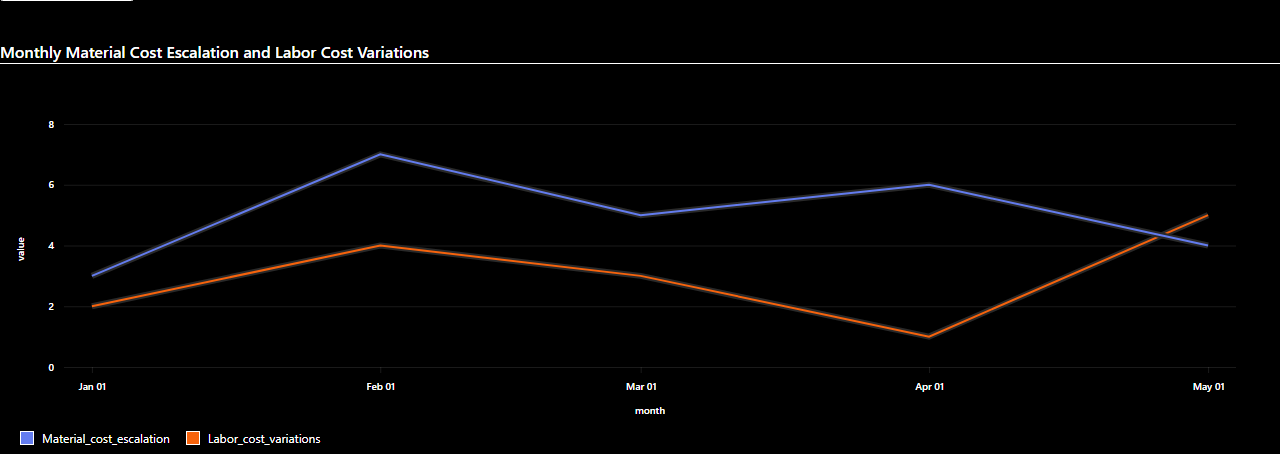 Monthly Material Cost Escalation and Labor Cost Variations
8
6
4
2
0
value
Jan 01 Feb 01 Mar 01 Apr 01 May 01
month
Material_cost_escalation Labor_cost_variations